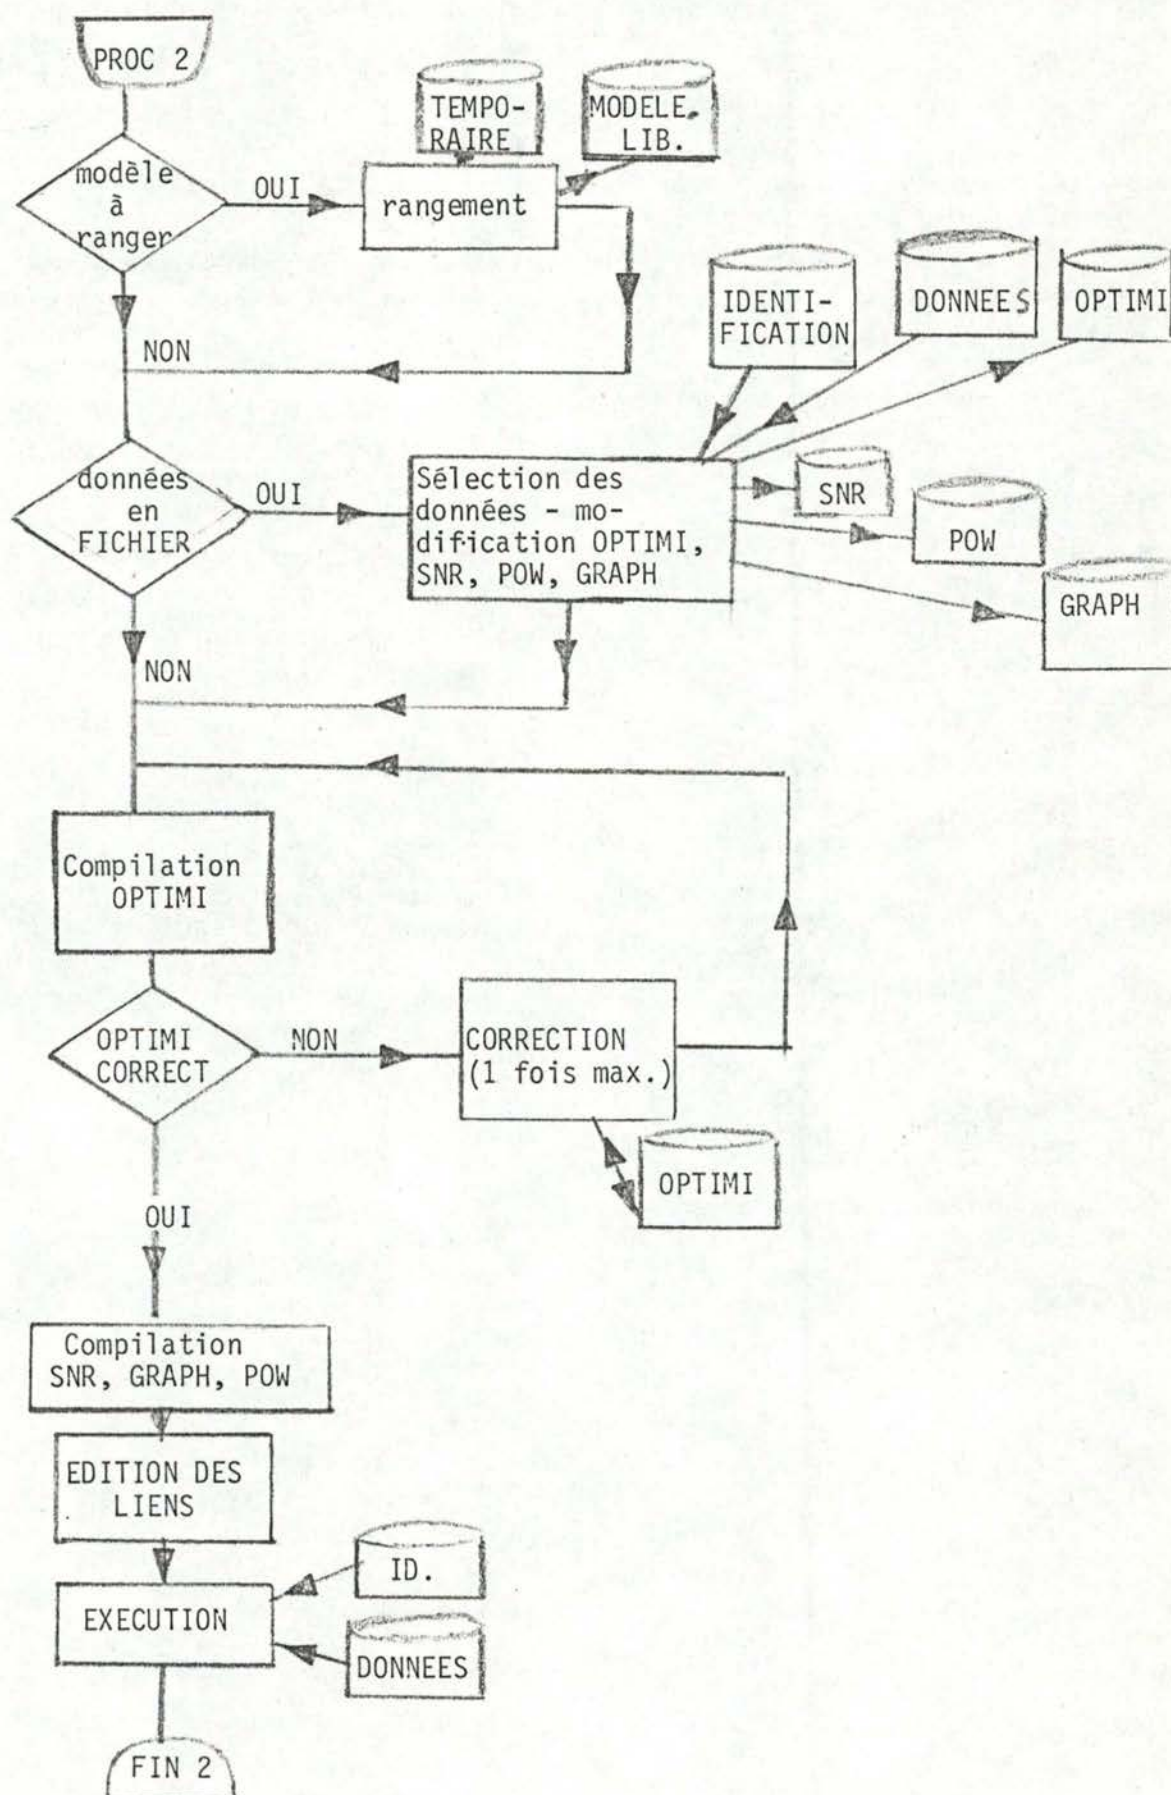 PROC 2
TEMPO-
RAIRE
MODELE.
LIB.
modèle
à
ranger
OUI
rangement
NON
IDENTI-
FICATION
DONNEES
OPTIMI
données
en
FICHIER
OUI
Sélection des
données - mo-
dification OPTIMI,
SNR, POW, GRAPH
SNR
POW
GRAPH
NON
Compilation
OPTIMI
OPTIMI
CORRECT
NON
CORRECTION
(1 fois max.)
OPTIMI
OUI
Compilation
SNR, GRAPH, POW
EDITION DES
LIENS
ID.
EXECUTION
DONNEES
FIN 2